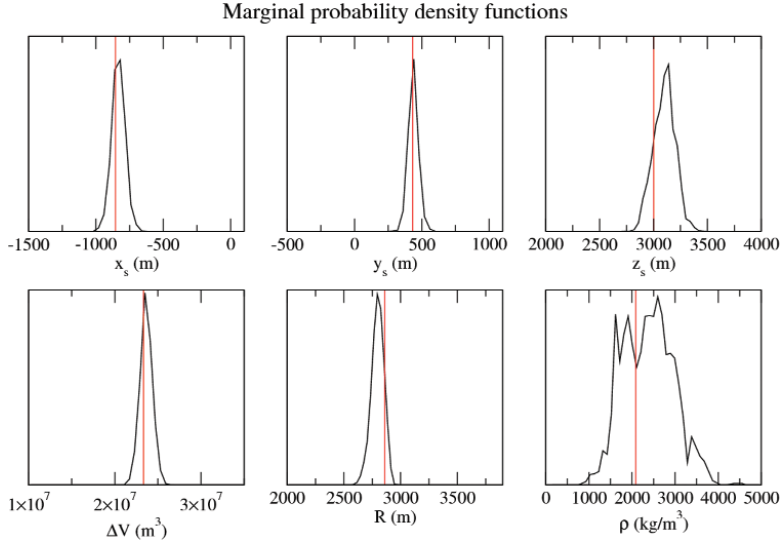 Marginal probability density functions
-1500 -1000 -500 0
x_s (m)
-500 0 500 1000
y_s (m)
2000 2500 3000 3500 4000
z_s (m)
1×10^7 2×10^7 3×10^7
ΔV (m^3)
2000 2500 3000 3500
R (m)
0 1000 2000 3000 4000 5000
ρ (kg/m^3)